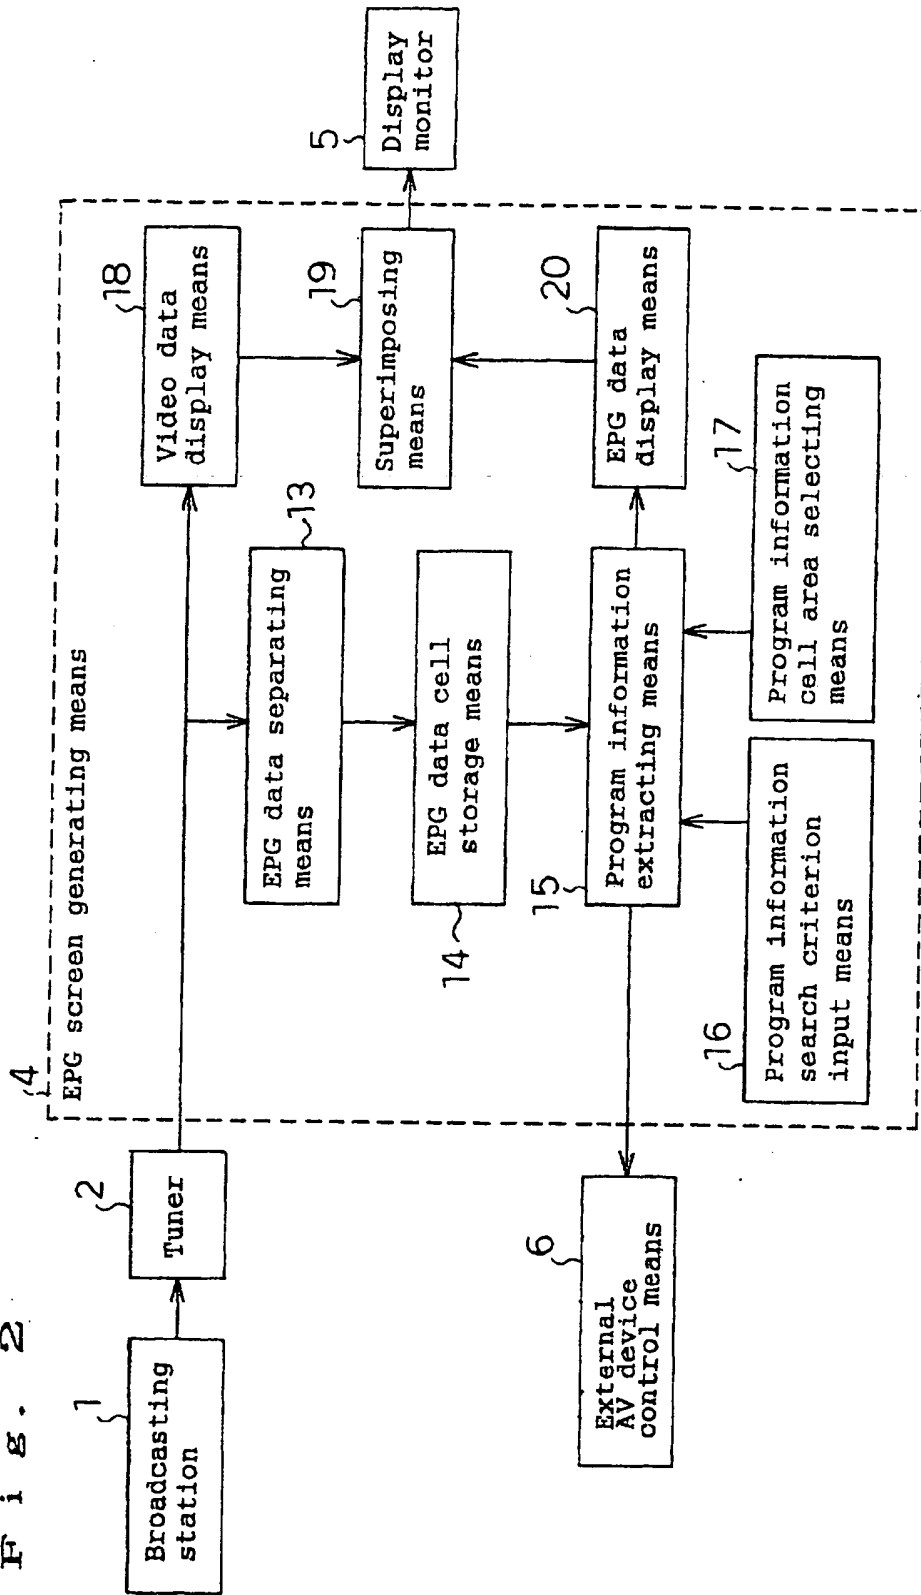 Fig. 2
1
Broadcasting
station
2
Tuner
4
EPG screen generating means
18
Video data
display means
13
EPG data separating
means
19
Superimposing
means
5
Display
monitor
14
EPG data cell
storage means
15
Program information
extracting means
20
EPG data
display means
6
External
AV device
control means
16
Program information
search criterion
input means
17
Program information
cell area selecting
means